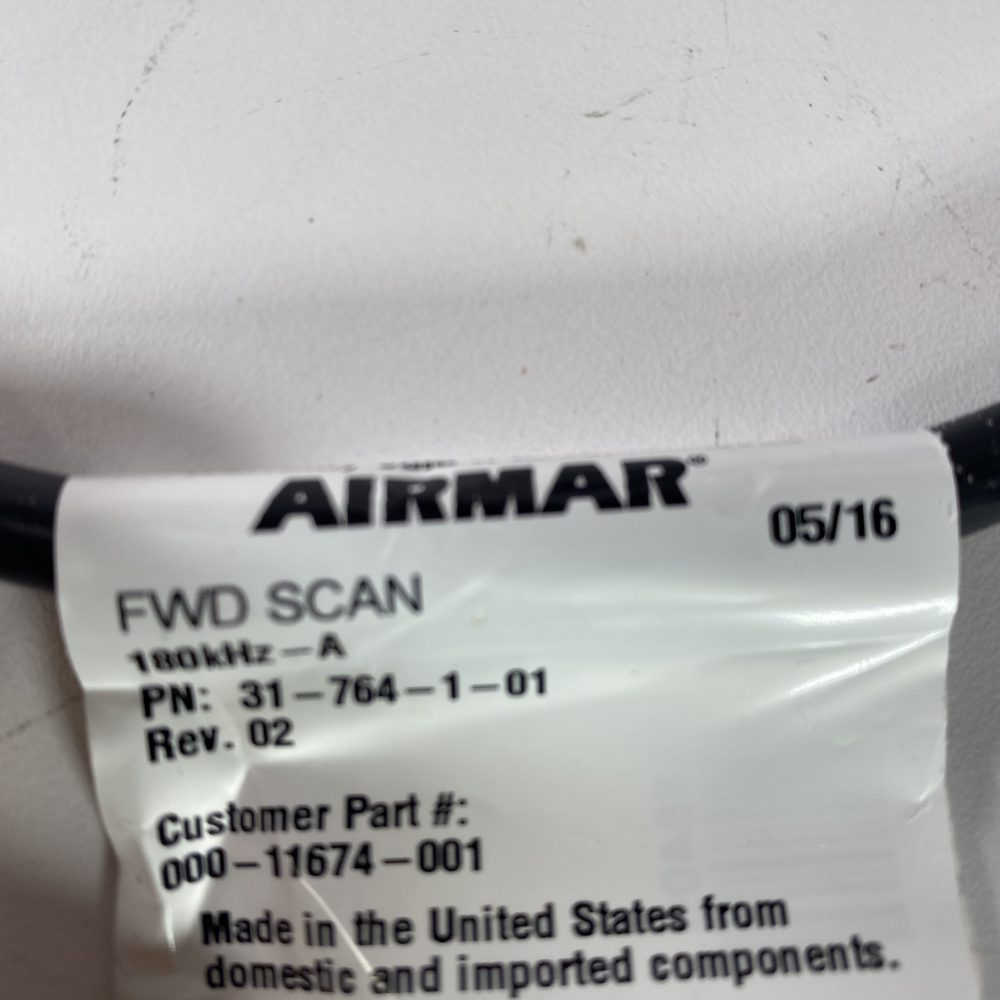 AIRMAR®
05/16
FWD SCAN
180kHz-A
PN: 31-764-1-01
Rev. 02
Customer Part #:
000-11674-001
Made in the United States from
domestic and imported components.